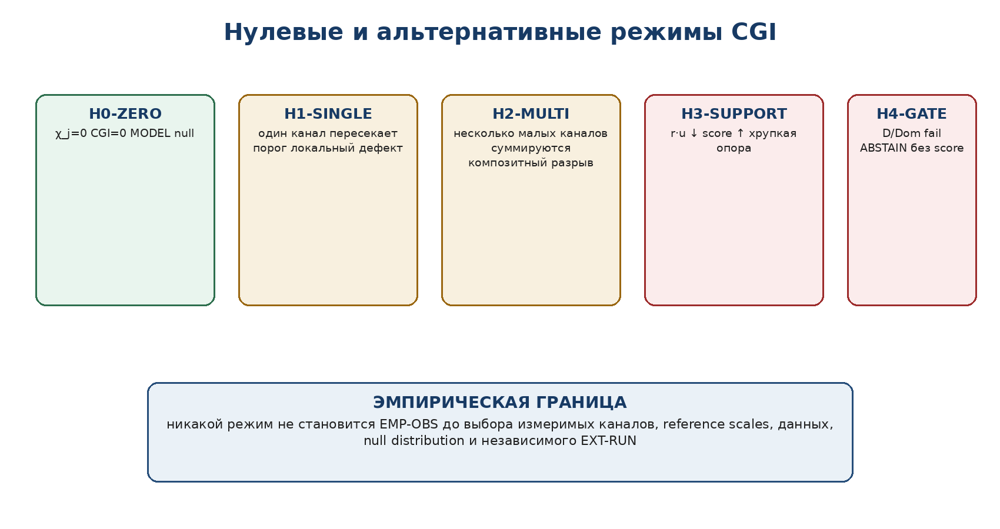 Нулевые и альтернативные режимы CGI
H0-ZERO
χ_j=0 CGI=0 MODEL null
H1-SINGLE
один канал пересекает
порог локальный дефект
H2-MULTI
несколько малых каналов
суммируются
композитный разрыв
H3-SUPPORT
r·u ↓ score ↑ хрупкая
опора
H4-GATE
D/Dom fail
ABSTAIN без score
ЭМПИРИЧЕСКАЯ ГРАНИЦА
никакой режим не становится EMP-OBS до выбора измеримых каналов, reference scales, данных,
null distribution и независимого EXT-RUN